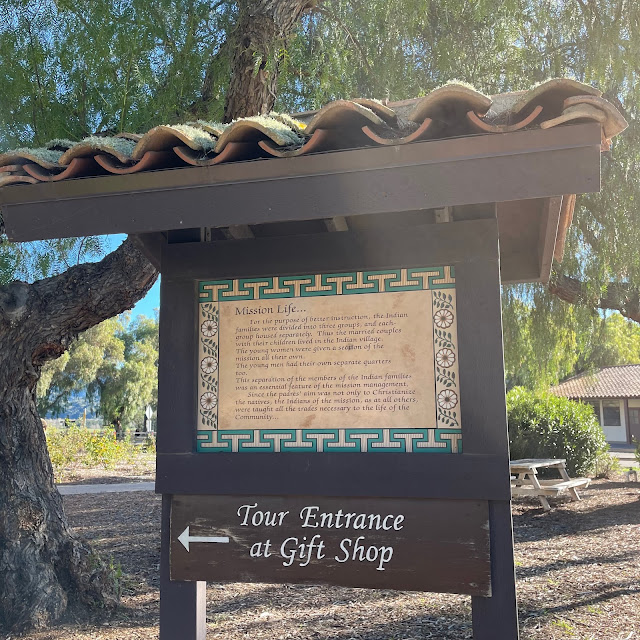 Mission Life...
For the purpose of better instruction, the Indian
families were divided into three groups, and each
group housed separately. Thus the married couples
with their children lived in the Indian village.
The young women were given a section of the
mission all their own.
The young men had their own separate quarters
too.
This separation of the members of the Indian families
was an essential factor of the mission management.
Since the padres' aim was not only to Christianize
the natives, the Indians of the mission, as at all others
were taught all the trades necessary to the life of the
Community...
Tour Entrance
at Gift Shop